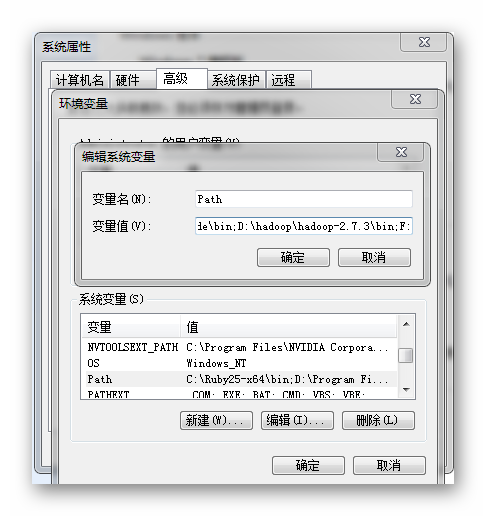 系统属性
计算机名 硬件 高级 系统保护 远程
环境变量
的用户变量(U)
编辑系统变量
变量名(N): Path
变量值(V): de\bin;D:\hadoop\hadoop-2.7.3\bin;F:
确定 取消
系统变量(S)
变量 值
NVTOOLSEXT_PATH C:\Program Files\NVIDIA Corpora...
OS Windows_NT
Path C:\Ruby25-x64\bin;D:\Program Fi...
PATHEXT .COM;.EXE;.BAT;.CMD;.VBS;.VBE;
新建(W)... 编辑(I)... 删除(L)
确定 取消